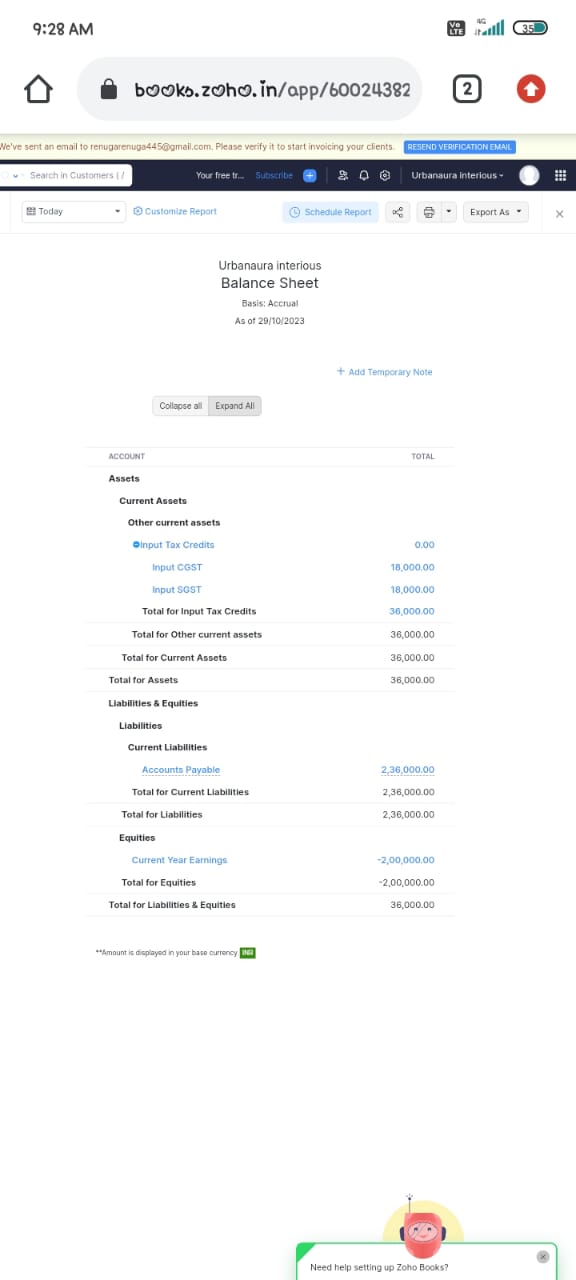 9:28 AM
Vo LTE 4G 35
books.zoho.in/app/60024382
2
We've sent an email to renugarenuga445@gmail.com. Please verify it to start invoicing your clients. RESEND VERIFICATION EMAIL
Search in Customers ( / Your free tr... Subscribe Urbanaura interious
Today Customize Report Schedule Report Export As
Urbanaura interious
Balance Sheet
Basis: Accrual
As of 29/10/2023
+ Add Temporary Note
Collapse all Expand All
ACCOUNT TOTAL
Assets
Current Assets
Other current assets
Input Tax Credits 0.00
Input CGST 18,000.00
Input SGST 18,000.00
Total for Input Tax Credits 36,000.00
Total for Other current assets 36,000.00
Total for Current Assets 36,000.00
Total for Assets 36,000.00
Liabilities & Equities
Liabilities
Current Liabilities
Accounts Payable 2,36,000.00
Total for Current Liabilities 2,36,000.00
Total for Liabilities 2,36,000.00
Equities
Current Year Earnings -2,00,000.00
Total for Equities -2,00,000.00
Total for Liabilities & Equities 36,000.00
**Amount is displayed in your base currency INR
Need help setting up Zoho Books?